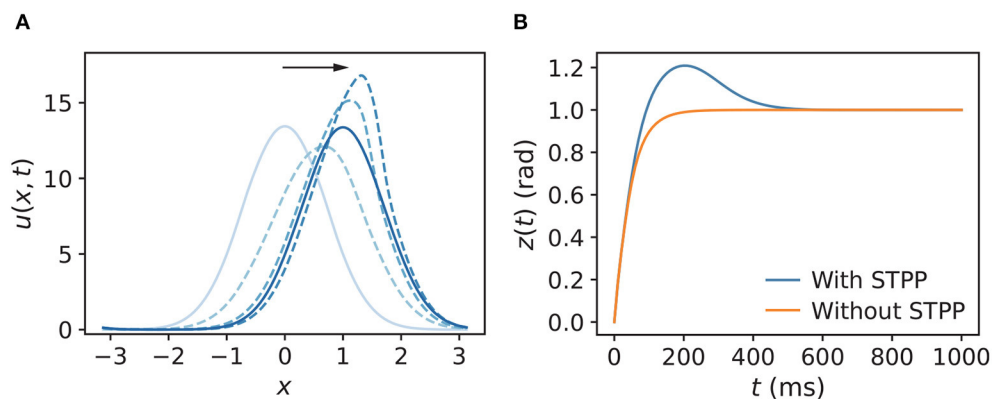 A
B
u(x, t)
15
10
5
0
−3 −2 −1 0 1 2 3
x
z(t) (rad)
1.2
1.0
0.8
0.6
0.4
0.2
0.0
With STPP
Without STPP
0 200 400 600 800 1000
t (ms)